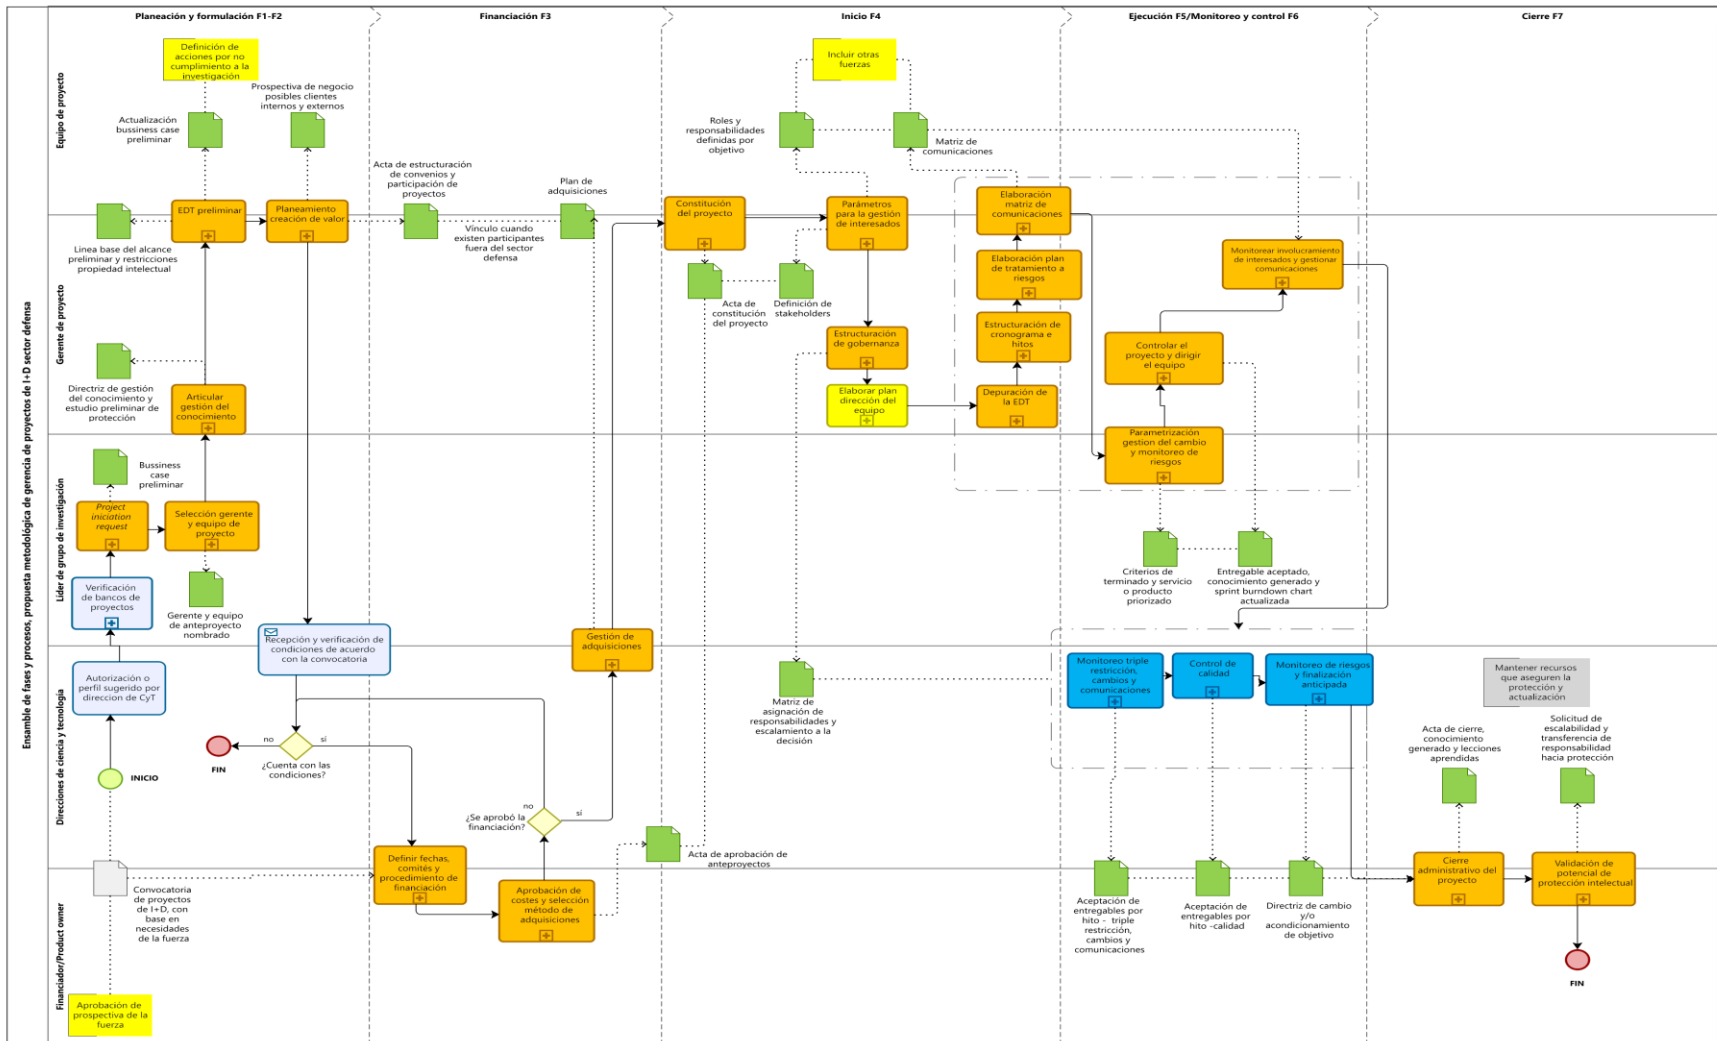 Ensamble de fases y procesos, propuesta metodológica de gerencia de proyectos de I+D sector defensa
Planeación y formulación F1-F2
Financiación F3
Inicio F4
Ejecución F5/Monitoreo y control F6
Cierre F7
Equipo de proyecto
Gerente de proyecto
Líder de grupo de investigación
Direcciones de ciencia y tecnología
Financiador/Product owner
Definición de
acciones por no
cumplimiento a la
investigación
Prospectiva de negocio
posibles clientes
internos y externos
Actualización
bussiness case
preliminar
EDT preliminar
Planeamiento
creación de valor
Linea base del alcance
preliminar y restricciones
propiedad intelectual
Directriz de gestión
del conocimiento y
estudio preliminar de
protección
Articular
gestión del
conocimiento
Bussiness
case
preliminar
Project
iniciation
request
Selección gerente
y equipo de
proyecto
Verificación
de bancos de
proyectos
Gerente y equipo
de anteproyecto
nombrado
Autorización o
perfil sugerido por
direccion de CyT
INICIO
Convocatoria
de proyectos
de I+D, con
base en
necesidades
de la fuerza
Aprobación de
prospectiva de la
fuerza
Recepción y verificación de
condiciones de acuerdo
con la convocatoria
no
sí
FIN
¿Cuenta con las
condiciones?
Acta de estructuración
de convenios y
participación de
proyectos
Plan de
adquisiciones
Vínculo cuando
existen participantes
fuera del sector
defensa
Gestión de
adquisiciones
no
sí
¿Se aprobó la
financiación?
Definir fechas,
comités y
procedimiento de
financiación
Aprobación de
costes y selección
método de
adquisiciones
Acta de aprobación de
anteproyectos
Incluir otras
fuerzas
Roles y
responsabilidades
definidas por
objetivo
Matriz de
comunicaciones
Constitución
del proyecto
Parámetros
para la gestión
de interesados
Acta de
constitución
del proyecto
Definición de
stakeholders
Estructuración
de gobernanza
Elaborar plan
dirección del
equipo
Elaboración
matriz de
comunicaciones
Elaboración plan
de tratamiento a
riesgos
Estructuración de
cronograma e
hitos
Depuración de
la EDT
Matriz de
asignación de
responsabilidades y
escalamiento a la
decisión
Monitorear involucramiento
de interesados y gestionar
comunicaciones
Controlar el
proyecto y dirigir
el equipo
Parametrización
gestion del cambio
y monitoreo de
riesgos
Criterios de
terminado y servicio
o producto
priorizado
Entregable aceptado,
conocimiento generado y
sprint burndown chart
actualizada
Monitoreo triple
restricción,
cambios y
comunicaciones
Control de
calidad
Monitoreo de riesgos
y finalización
anticipada
Aceptación de
entregables por
hito - triple
restricción,
cambios y
comunicaciones
Aceptación de
entregables por
hito -calidad
Directriz de cambio
y/o
acondicionamiento
de objetivo
Mantener recursos
que aseguren la
protección y
actualización
Acta de cierre,
conocimiento
generado y lecciones
aprendidas
Solicitud de
escalabilidad y
transferencia de
responsabilidad
hacia protección
Cierre
administrativo del
proyecto
Validación de
potencial de
protección intelectual
FIN